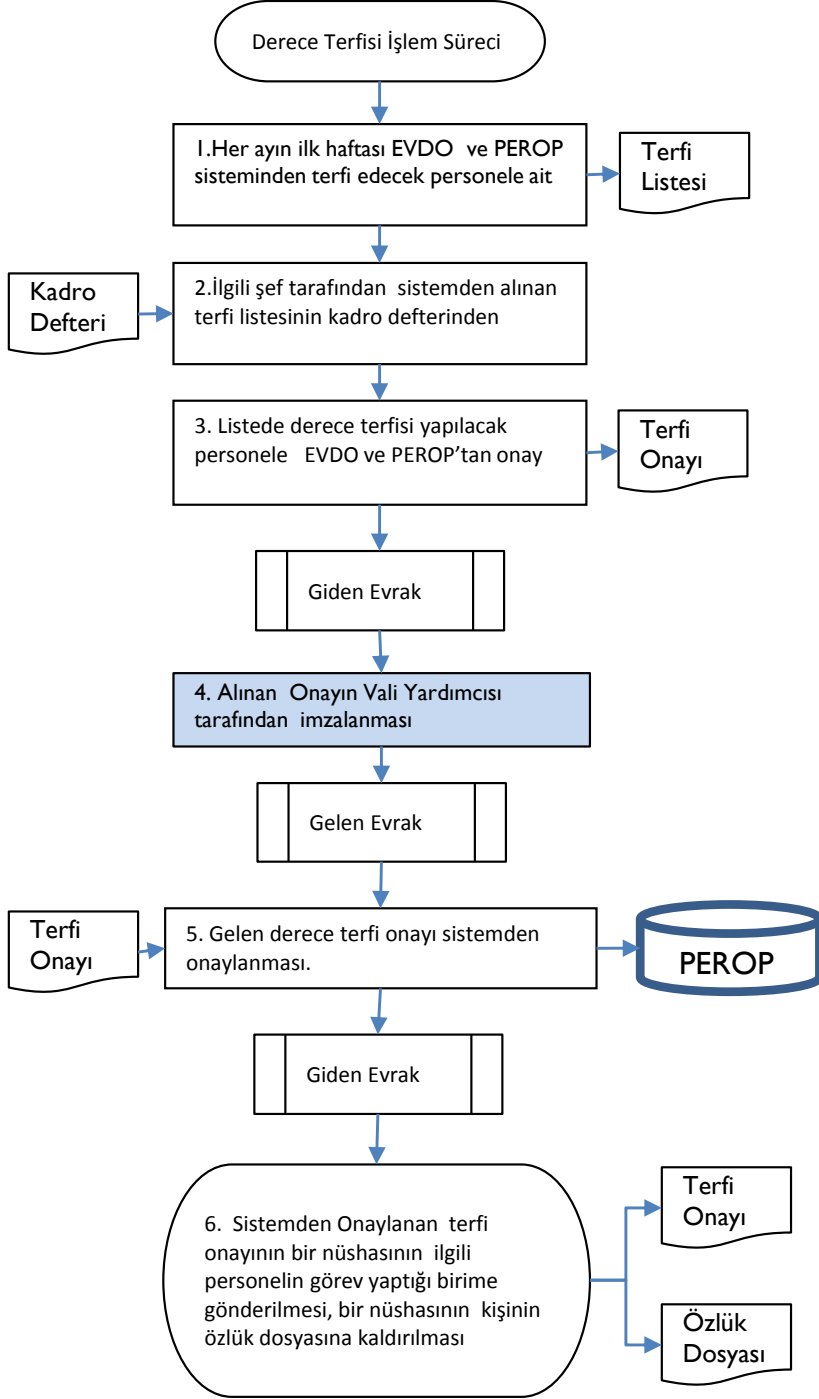 Derece Terfisi İşlem Süreci
1.Her ayın ilk haftası EVDO ve PEROP
sisteminden terfi edecek personele ait
Terfi
Listesi
Kadro
Defteri
2.İlgili şef tarafından sistemden alınan
terfi listesinin kadro defterinden
3. Listede derece terfisi yapılacak
personele EVDO ve PEROP’tan onay
Terfi
Onayı
Giden Evrak
4. Alınan Onayın Vali Yardımcısı
tarafından imzalanması
Gelen Evrak
Terfi
Onayı
5. Gelen derece terfi onayı sistemden
onaylanması.
PEROP
Giden Evrak
6. Sistemden Onaylanan terfi
onayının bir nüshasının ilgili
personelin görev yaptığı birime
gönderilmesi, bir nüshasının kişinin
özlük dosyasına kaldırılması
Terfi
Onayı
Özlük
Dosyası